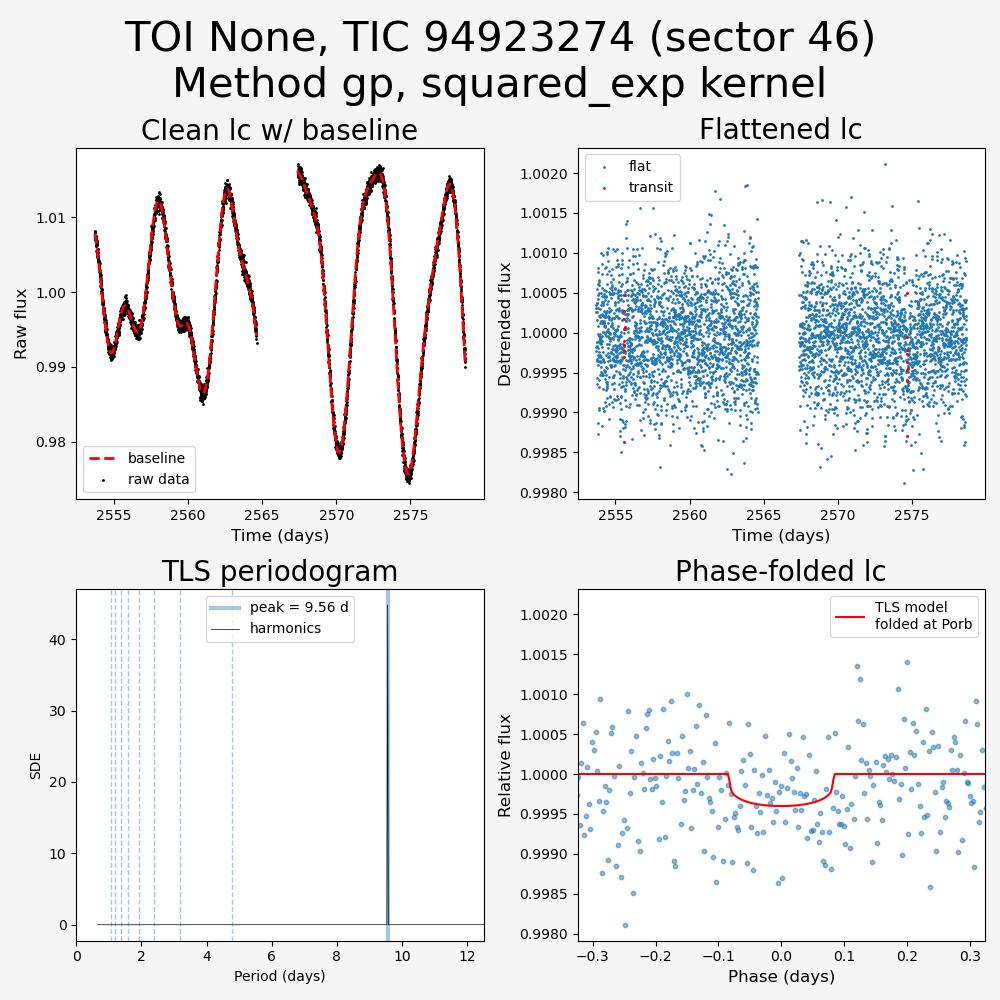 TOI None, TIC 94923274 (sector 46)
Method gp, squared_exp kernel
Clean lc w/ baseline
Raw flux
1.01
1.00
0.99
0.98
baseline
raw data
2555
2560
2565
2570
2575
Time (days)
Flattened lc
Detrended flux
1.0020
1.0015
1.0010
1.0005
1.0000
0.9995
0.9990
0.9985
0.9980
flat
transit
2555
2560
2565
2570
2575
Time (days)
TLS periodogram
SDE
40
30
20
10
0
peak = 9.56 d
harmonics
0
2
4
6
8
10
12
Period (days)
Phase-folded lc
Relative flux
1.0020
1.0015
1.0010
1.0005
1.0000
0.9995
0.9990
0.9985
0.9980
TLS model
folded at Porb
−0.3
−0.2
−0.1
0.0
0.1
0.2
0.3
Phase (days)